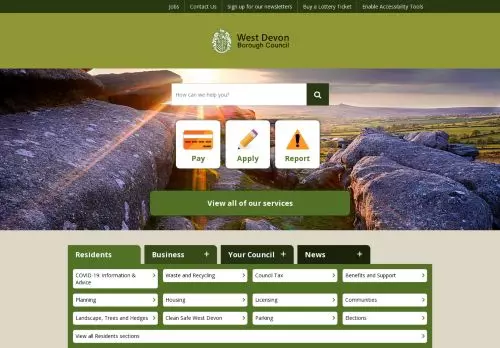 Jobs Contact Us Sign up for our newsletters Buy a Lottery Ticket Enable Accessibility Tools
West Devon
Borough Council
How can we help you?
Pay Apply Report
View all of our services
Residents Business + Your Council + News +
COVID 19: Information & Advice
Waste and Recycling
Council Tax
Benefits and Support
Planning
Housing
Licensing
Communities
Landscape, Trees and Hedges
Clean Safe West Devon
Parking
Elections
View all Residents sections